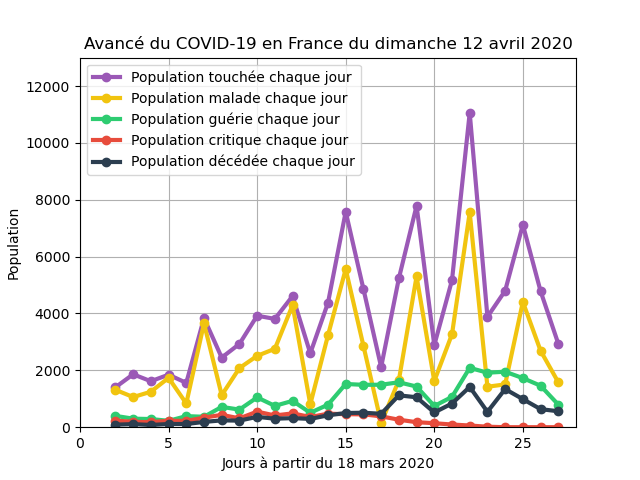 Avancé du COVID-19 en France du dimanche 12 avril 2020
Population touchée chaque jour
Population malade chaque jour
Population guérie chaque jour
Population critique chaque jour
Population décédée chaque jour
Population
12000
10000
8000
6000
4000
2000
0
0 5 10 15 20 25
Jours à partir du 18 mars 2020